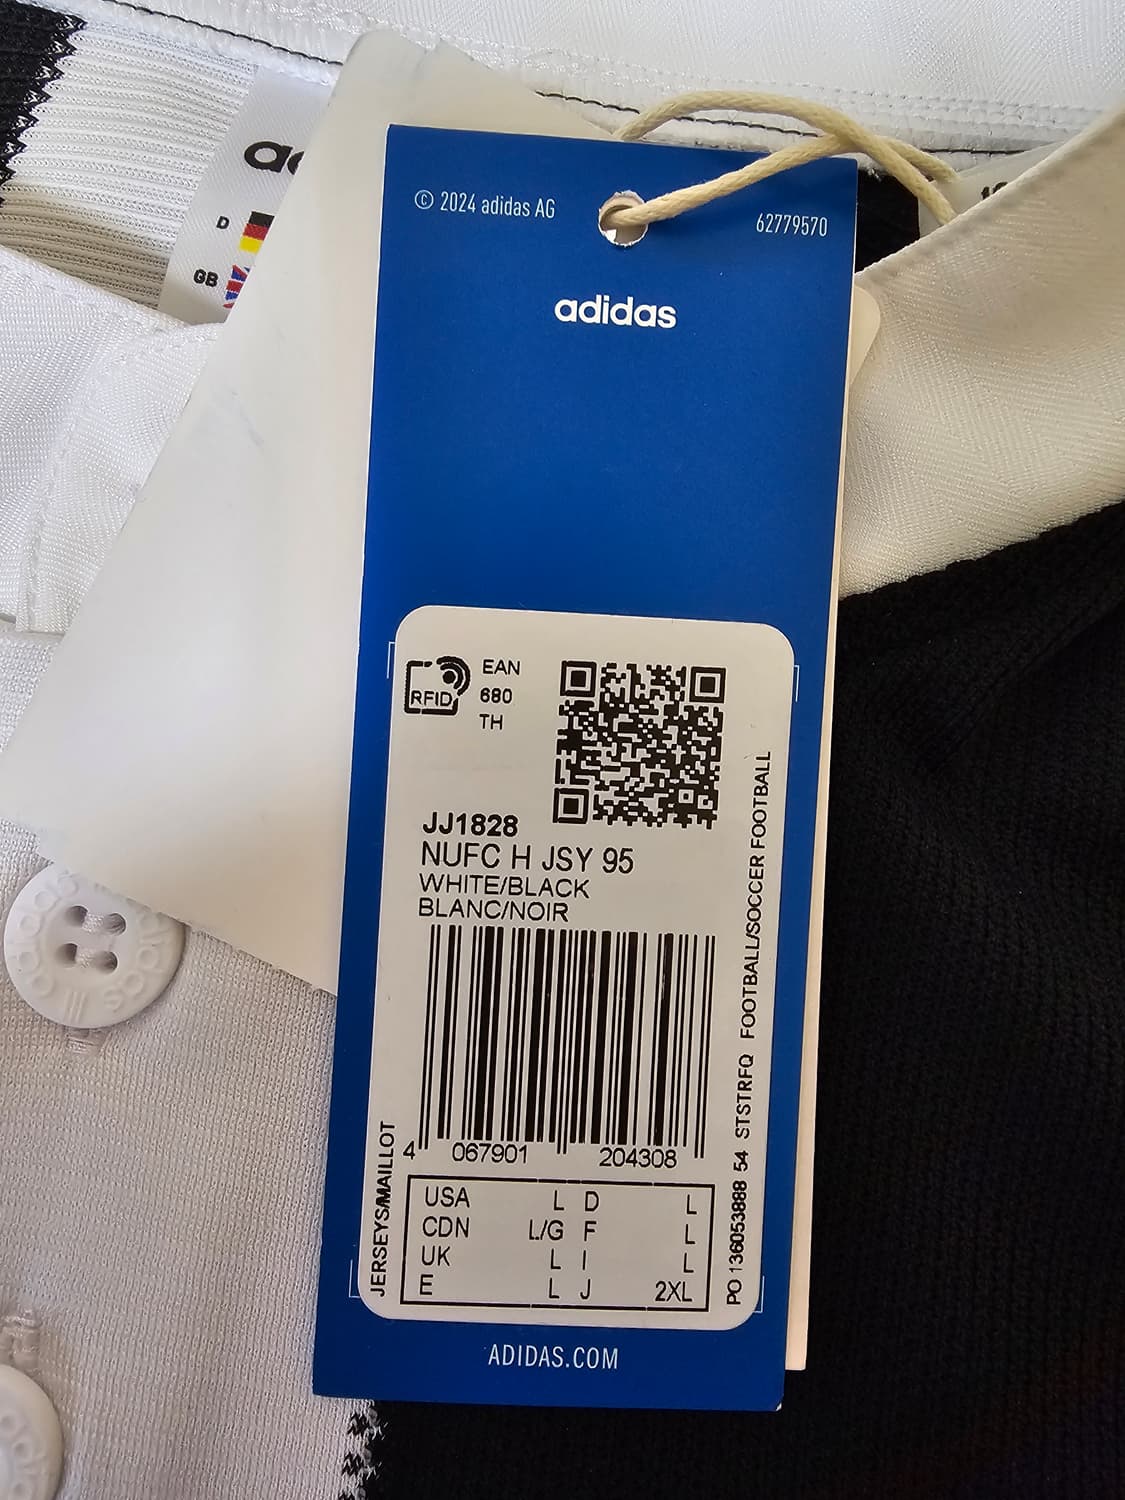 © 2024 adidas AG
62779570
adidas
D
GB
RFID
EAN
680
TH
JJ1828
NUFC H JSY 95
WHITE/BLACK
BLANC/NOIR
4 067901 204308
USA L D L
CDN L/G F L
UK L I L
E L J 2XL
JERSEYS/MAILLOT
PO 136053888 54 STSTRFQ FOOTBALL/SOCCER FOOTBALL
ADIDAS.COM